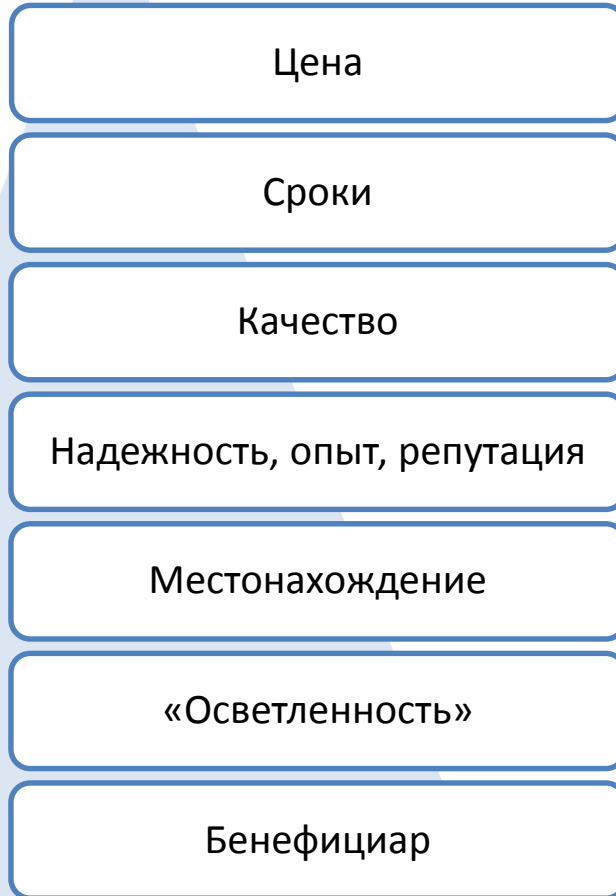 Цена
Сроки
Качество
Надежность, опыт, репутация
Местонахождение
«Осветленность»
Бенефициар